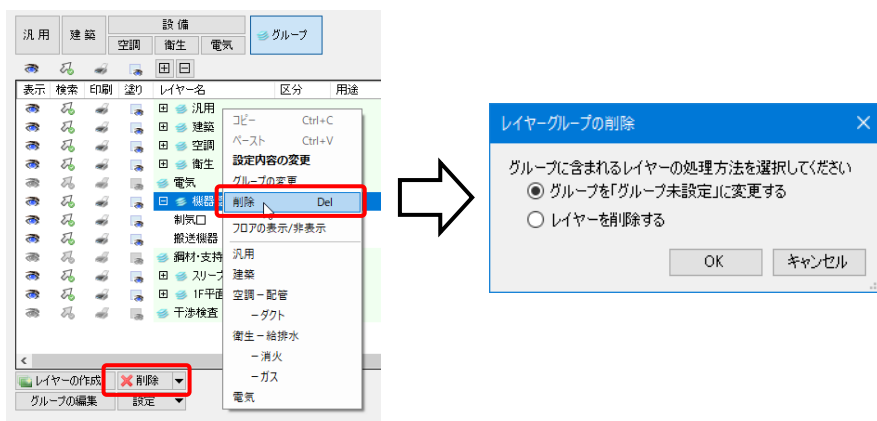 汎用 建築 設備 グループ
空調 衛生 電気
表示 検索 印刷 塗り レイヤー名 区分 用途
汎用
建築
空調
衛生
電気
機器
制気口
搬送機器
鋼材・支持
スリーブ
1F平面
干渉検査
レイヤーの作成 削除
グループの編集 設定
コピー Ctrl+C
ペースト Ctrl+V
設定内容の変更
グループの変更
削除 Del
フロアの表示/非表示
汎用
建築
空調－配管
－ダクト
衛生－給排水
－消火
－ガス
電気
レイヤーグループの削除
グループに含まれるレイヤーの処理方法を選択してください
グループを「グループ未設定」に変更する
レイヤーを削除する
OK キャンセル